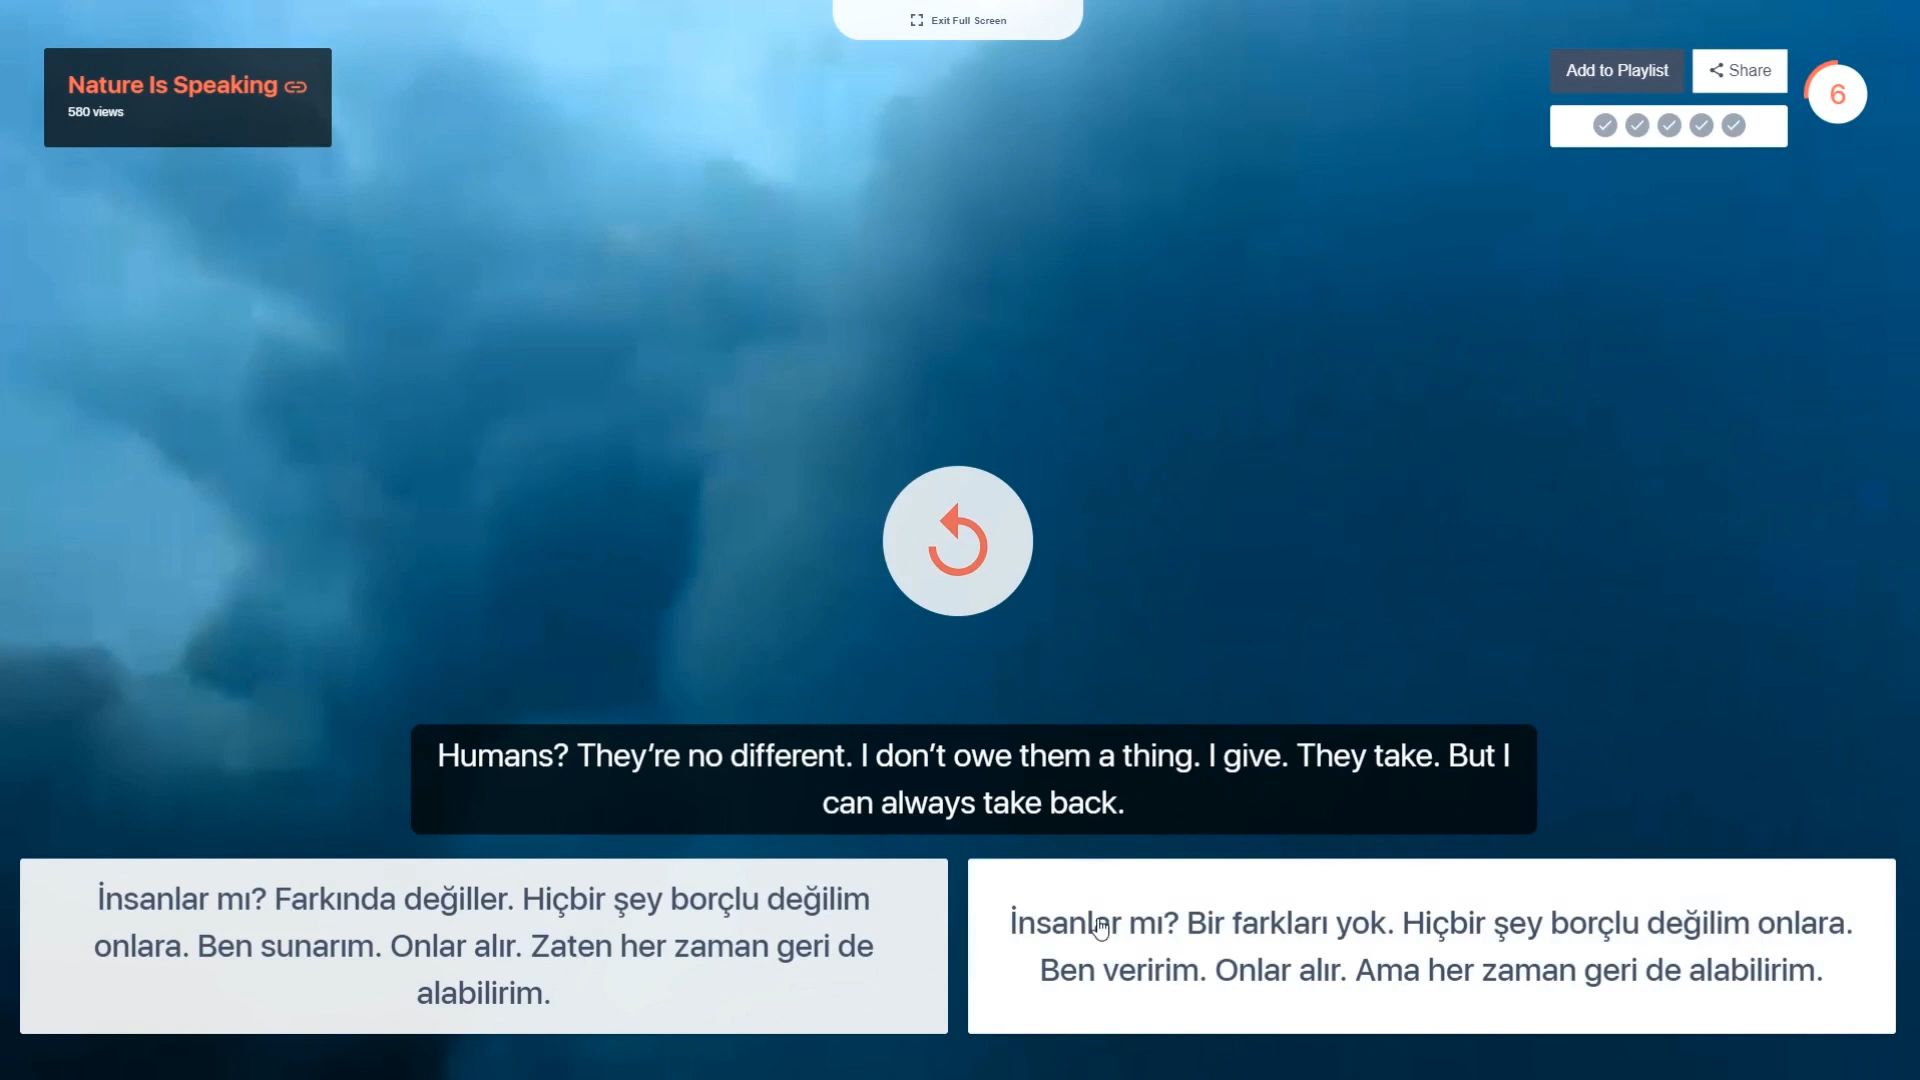 Exit Full Screen
Nature Is Speaking
580 views
Add to Playlist
Share
6
Humans? They’re no different. I don’t owe them a thing. I give. They take. But I
can always take back.
İnsanlar mı? Farkında değiller. Hiçbir şey borçlu değilim
onlara. Ben sunarım. Onlar alır. Zaten her zaman geri de
alabilirim.
İnsanlar mı? Bir farkları yok. Hiçbir şey borçlu değilim onlara.
Ben veririm. Onlar alır. Ama her zaman geri de alabilirim.